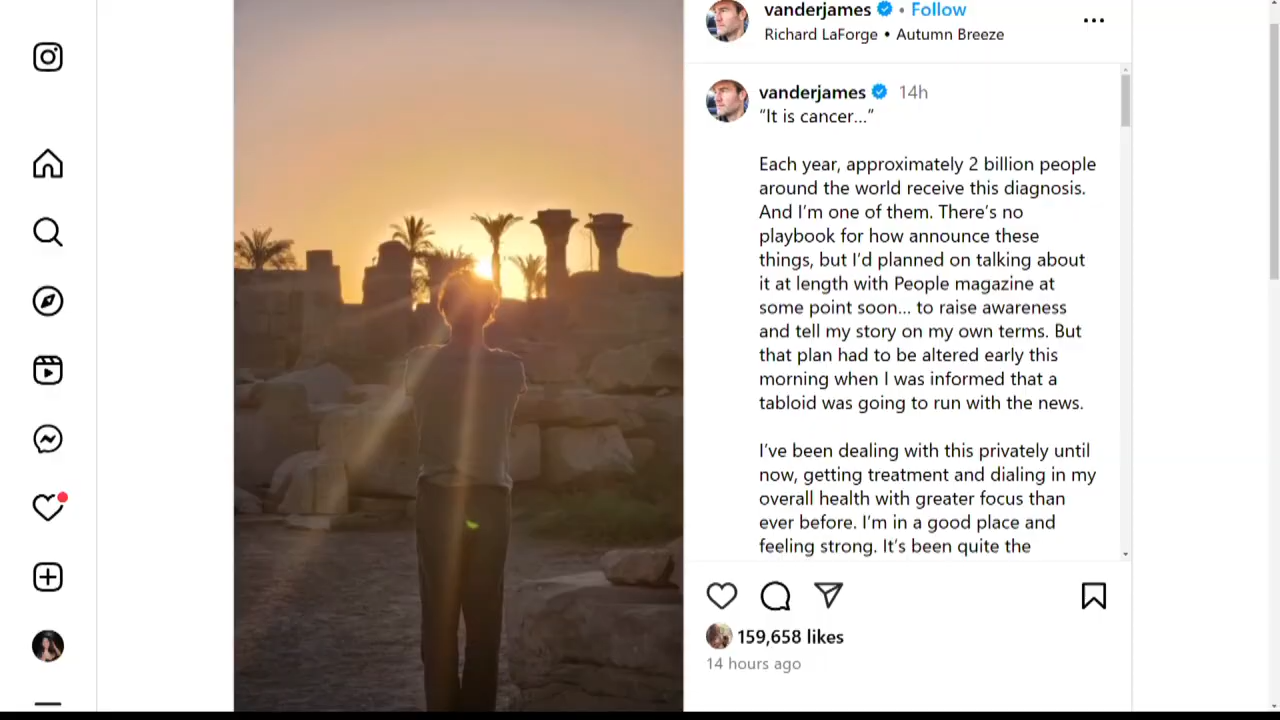 vanderjames • Follow
Richard LaForge • Autumn Breeze
vanderjames 14h
“It is cancer...”
Each year, approximately 2 billion people
around the world receive this diagnosis.
And I’m one of them. There’s no
playbook for how announce these
things, but I’d planned on talking about
it at length with People magazine at
some point soon... to raise awareness
and tell my story on my own terms. But
that plan had to be altered early this
morning when I was informed that a
tabloid was going to run with the news.
I’ve been dealing with this privately until
now, getting treatment and dialing in my
overall health with greater focus than
ever before. I’m in a good place and
feeling strong. It’s been quite the
159,658 likes
14 hours ago